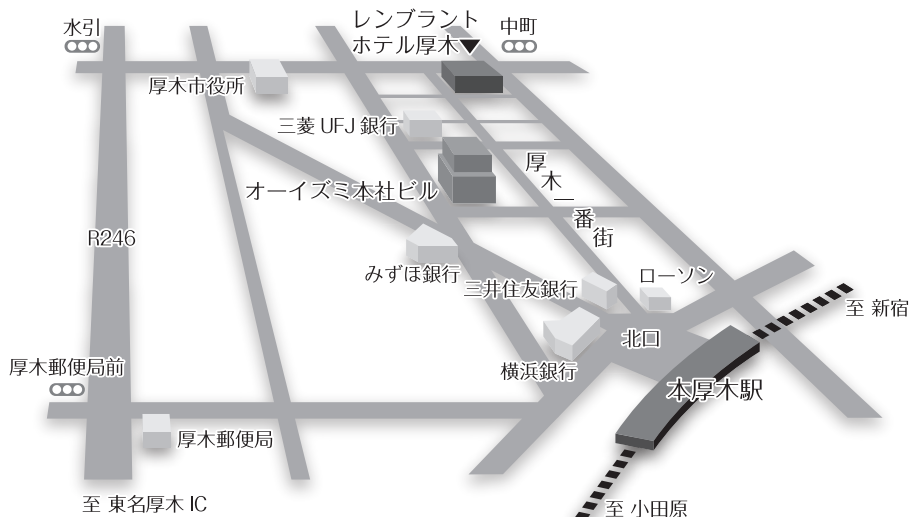 水引
レンブラント
ホテル厚木▼
中町
厚木市役所
三菱 UFJ 銀行
厚木一番街
オーイズミ本社ビル
R246
みずほ銀行
三井住友銀行
ローソン
至 新宿
北口
横浜銀行
本厚木駅
厚木郵便局前
厚木郵便局
至 東名厚木 IC
至 小田原